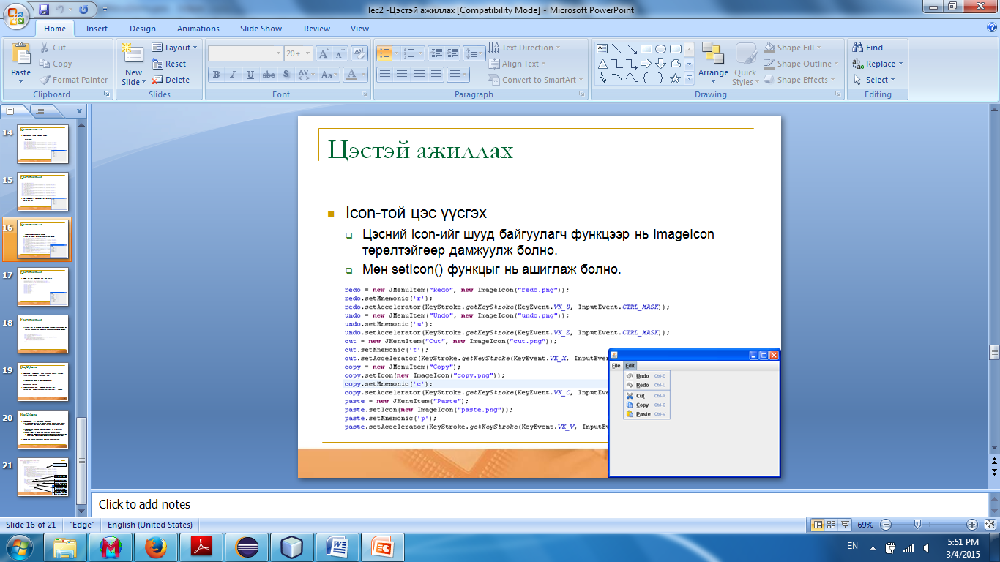 lec2 -Цэстэй ажиллах [Compatibility Mode] - Microsoft PowerPoint
Home Insert Design Animations Slide Show Review View
Paste
Cut
Copy
Format Painter
Clipboard
New Slide
Layout
Reset
Delete
Slides
20
B I U abc S AV Aa A
Font
Text Direction
Align Text
Convert to SmartArt
Paragraph
Arrange
Quick Styles
Shape Fill
Shape Outline
Shape Effects
Drawing
Find
Replace
Select
Editing
14
15
16
17
18
19
20
21
Цэстэй ажиллах
Icon-той цэс үүсгэх
Цэсний icon-ийг шууд байгуулагч функцээр нь ImageIcon
төрөлтэйгөөр дамжуулж болно.
Мөн setIcon() функцыг нь ашиглаж болно.
redo = new JMenuItem("Redo", new ImageIcon("redo.png"));
redo.setMnemonic('r');
redo.setAccelerator(KeyStroke.getKeyStroke(KeyEvent.VK_U, InputEvent.CTRL_MASK));
undo = new JMenuItem("Undo", new ImageIcon("undo.png"));
undo.setMnemonic('u');
undo.setAccelerator(KeyStroke.getKeyStroke(KeyEvent.VK_Z, InputEvent.CTRL_MASK));
cut = new JMenuItem("Cut", new ImageIcon("cut.png"));
cut.setMnemonic('t');
cut.setAccelerator(KeyStroke.getKeyStroke(KeyEvent.VK_X, InputEve
copy = new JMenuItem("Copy");
copy.setIcon(new ImageIcon("copy.png"));
copy.setMnemonic('c');
copy.setAccelerator(KeyStroke.getKeyStroke(KeyEvent.VK_C, InputEve
paste = new JMenuItem("Paste");
paste.setIcon(new ImageIcon("paste.png"));
paste.setMnemonic('p');
paste.setAccelerator(KeyStroke.getKeyStroke(KeyEvent.VK_V, InputEv
File Edit
Undo Ctrl-Z
Redo Ctrl-U
Cut Ctrl-X
Copy Ctrl-C
Paste Ctrl-V
Click to add notes
Slide 16 of 21 "Edge" English (United States) 69%
EN 5:51 PM
3/4/2015